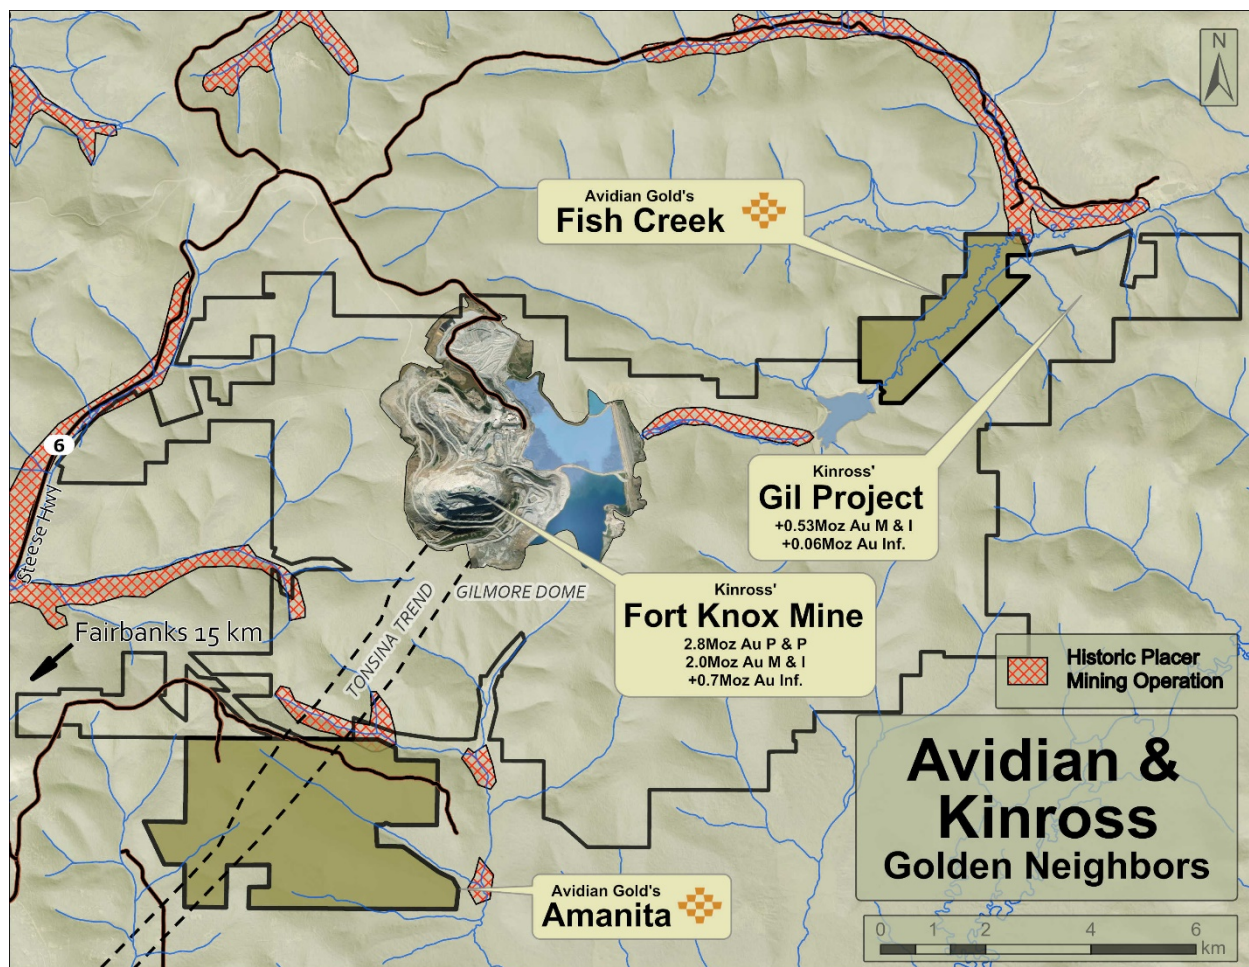 N
Avidian Gold's
Fish Creek
6
Steese Hwy
Kinross'
Gil Project
+0.53Moz Au M & I
+0.06Moz Au Inf.
TONSINA TREND
GILMORE DOME
Kinross'
Fort Knox Mine
2.8Moz Au P & P
2.0Moz Au M & I
+0.7Moz Au Inf.
Fairbanks 15 km
Historic Placer
Mining Operation
Avidian &
Kinross
Golden Neighbors
Avidian Gold's
Amanita
0 1 2 4 6
km